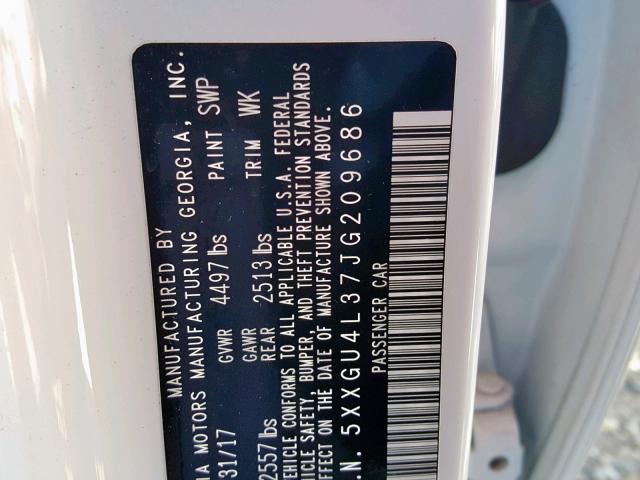 MANUFACTURED BY
IA MOTORS MANUFACTURING GEORGIA, INC.
31/17 GVWR 4497 lbs PAINT SWP
2557 lbs GAWR REAR 2513 lbs TRIM WK
VEHICLE CONFORMS TO ALL APPLICABLE U.S.A. FEDERAL
HICLE SAFETY, BUMPER, AND THEFT PREVENTION STANDARDS
EFFECT ON THE DATE OF MANUFACTURE SHOWN ABOVE.
I.N. 5XXGU4L37JG209686
PASSENGER CAR